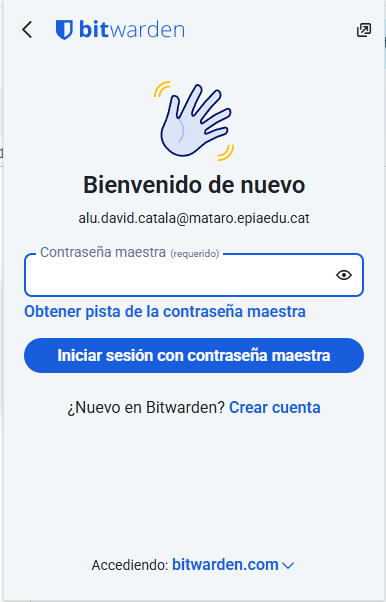 bitwarden
Bienvenido de nuevo
alu.david.catala@mataro.epiaedu.cat
Contraseña maestra (requerido)
Obtener pista de la contraseña maestra
Iniciar sesión con contraseña maestra
¿Nuevo en Bitwarden? Crear cuenta
Accediendo: bitwarden.com